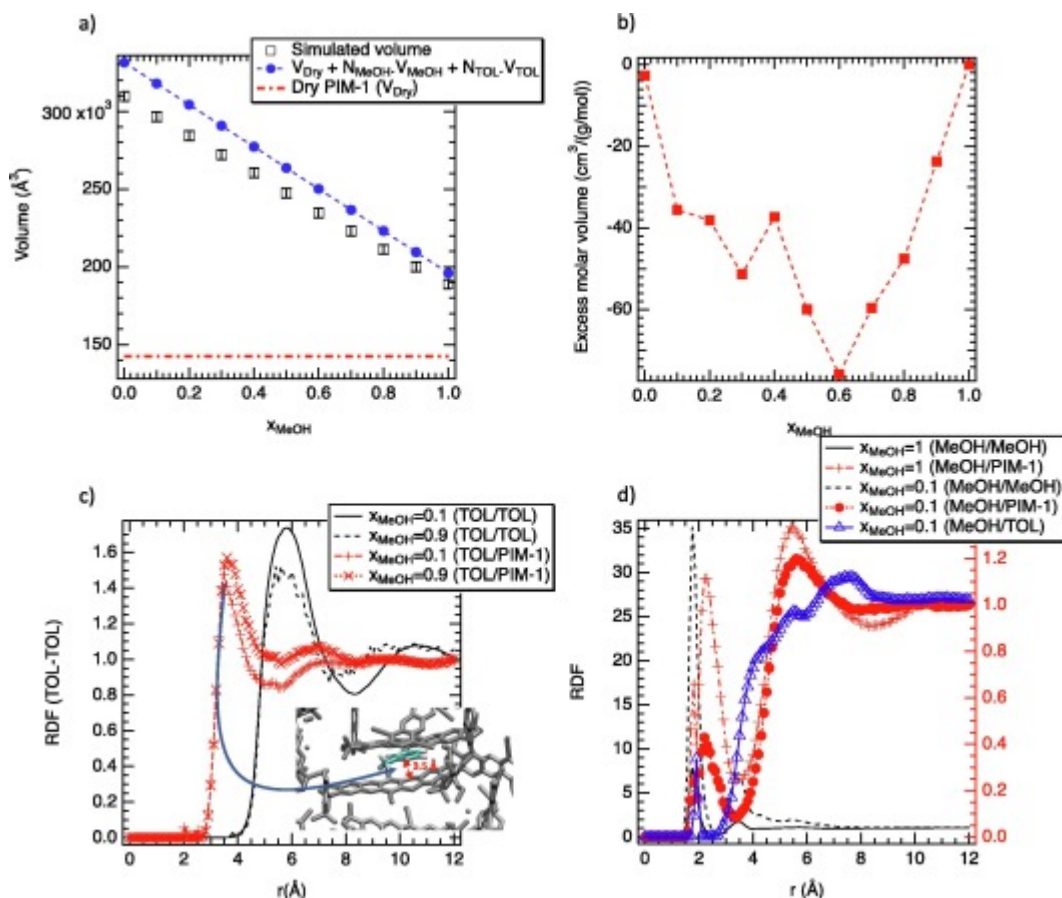 a)
Simulated volume
V_Dry + N_MeOH.V_MeOH + N_TOL.V_TOL
Dry PIM-1 (V_Dry)
300 x10³
250
200
150
Volume (Å³)
0.0 0.2 0.4 0.6 0.8 1.0
x_MeOH
b)
0
-20
-40
-60
Excess molar volume (cm³/(g/mol))
0.0 0.2 0.4 0.6 0.8 1.0
x_MeOH
c)
x_MeOH=0.1 (TOL/TOL)
x_MeOH=0.9 (TOL/TOL)
x_MeOH=0.1 (TOL/PIM-1)
x_MeOH=0.9 (TOL/PIM-1)
1.6
1.4
1.2
1.0
0.8
0.6
0.4
0.2
0.0
RDF (TOL-TOL)
3.5 Å
0 2 4 6 8 10 12
r(Å)
d)
x_MeOH=1 (MeOH/MeOH)
x_MeOH=1 (MeOH/PIM-1)
x_MeOH=0.1 (MeOH/MeOH)
x_MeOH=0.1 (MeOH/PIM-1)
x_MeOH=0.1 (MeOH/TOL)
35
30
25
20
15
10
5
0
RDF
1.2
1.0
0.8
0.6
0.4
0.2
0.0
0 2 4 6 8 10 12
r (Å)